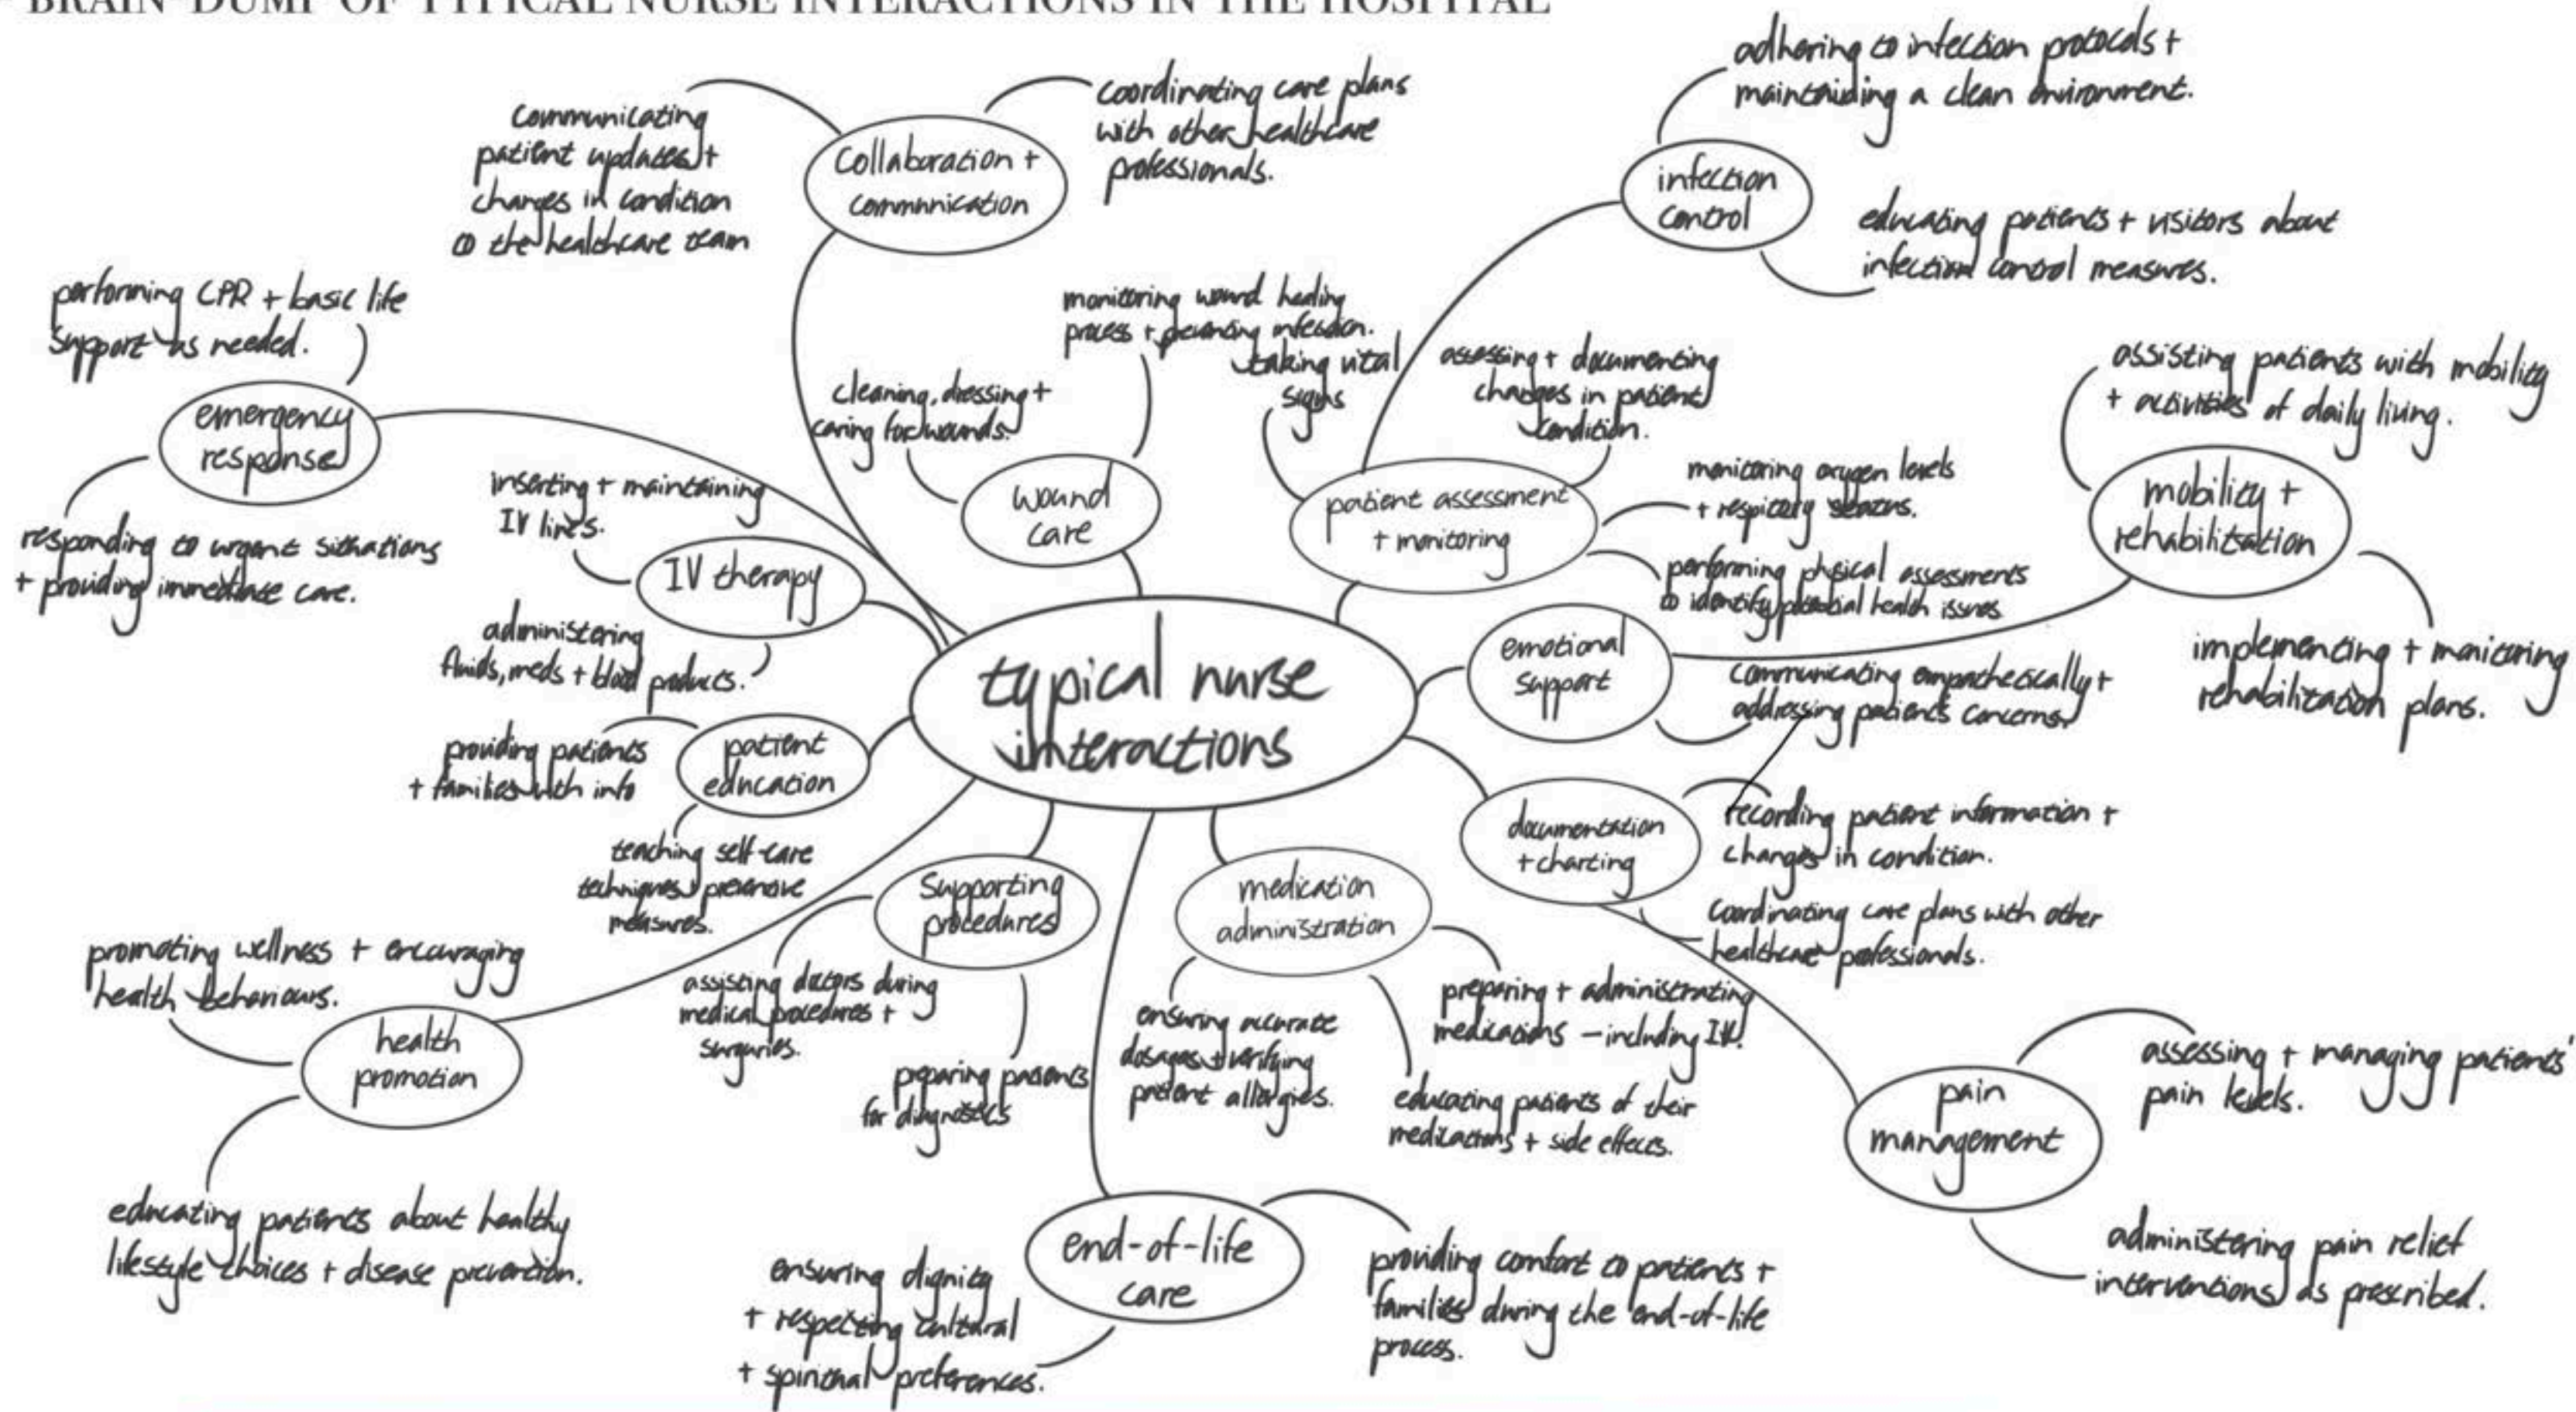 BRAIN-DUMP OF TYPICAL NURSE INTERACTIONS IN THE HOSPITAL
typical nurse
interactions
Collaboration +
communication
communicating
patient updates +
changes in condition
to the healthcare team
coordinating care plans
with other healthcare
professionals.
infection
control
adhering to infection protocols +
maintaining a clean environment.
educating patients + visitors about
infection control measures.
emergency
response
performing CPR + basic life
support as needed.
responding to urgent situations
+ providing immediate care.
IV therapy
inserting + maintaining
IV lines.
administering
fluids, meds + blood products.
wound
care
cleaning, dressing +
caring for wounds.
monitoring wound healing
process + preventing infection.
patient assessment
+ monitoring
taking vital
signs
assessing + documenting
changes in patient
condition.
monitoring oxygen levels
+ respitory status.
performing physical assessments
to identify potential health issues
mobility +
rehabilitation
assisting patients with mobility
+ activities of daily living.
implementing + monitoring
rehabilitation plans.
emotional
support
communicating empathetically +
addressing patients concerns
patient
education
providing patients
+ families with info
teaching self-care
techniques + preventive
measures.
documentation
+ charting
recording patient information +
changes in condition.
coordinating care plans with other
healthcare professionals.
Supporting
procedures
assisting doctors during
medical procedures +
surguries.
preparing patients
for diagnostics
medication
administration
ensuring accurate
dosages + verifying
patient allergies.
preparing + administrating
medications – including IV.
educating patients of their
medications + side effects.
health
promotion
promoting wellness + encouraging
health behaviours.
educating patients about healthy
lifestyle choices + disease prevention.
end-of-life
care
ensuring dignity
+ respecting cultural
+ spiritual preferences.
providing comfort to patients +
families during the end-of-life
process.
pain
management
assessing + managing patients'
pain levels.
administering pain relief
interventions as prescribed.